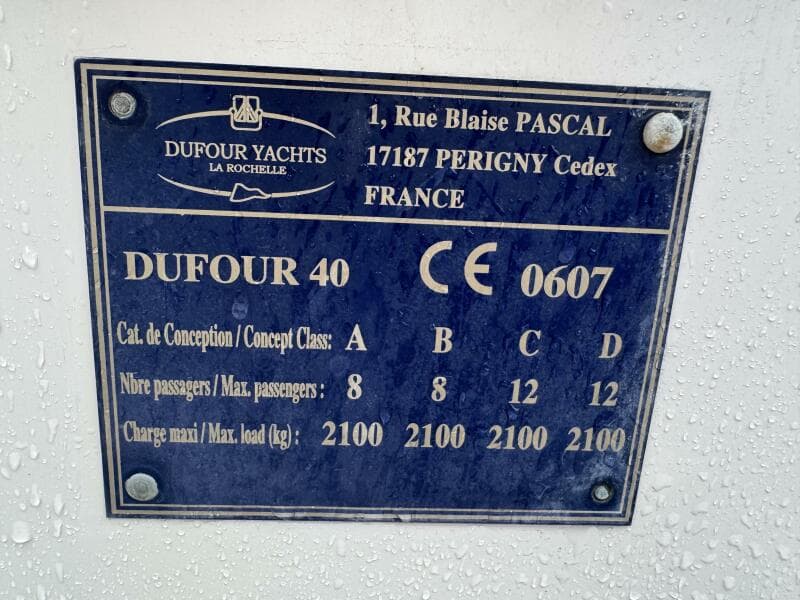 DUFOUR YACHTS
LA ROCHELLE
1, Rue Blaise PASCAL
17187 PERIGNY Cedex
FRANCE
DUFOUR 40 CE 0607
Cat. de Conception / Concept Class: A B C D
Nbre passagers / Max. passengers : 8 8 12 12
Charge maxi / Max. load (kg) : 2100 2100 2100 2100